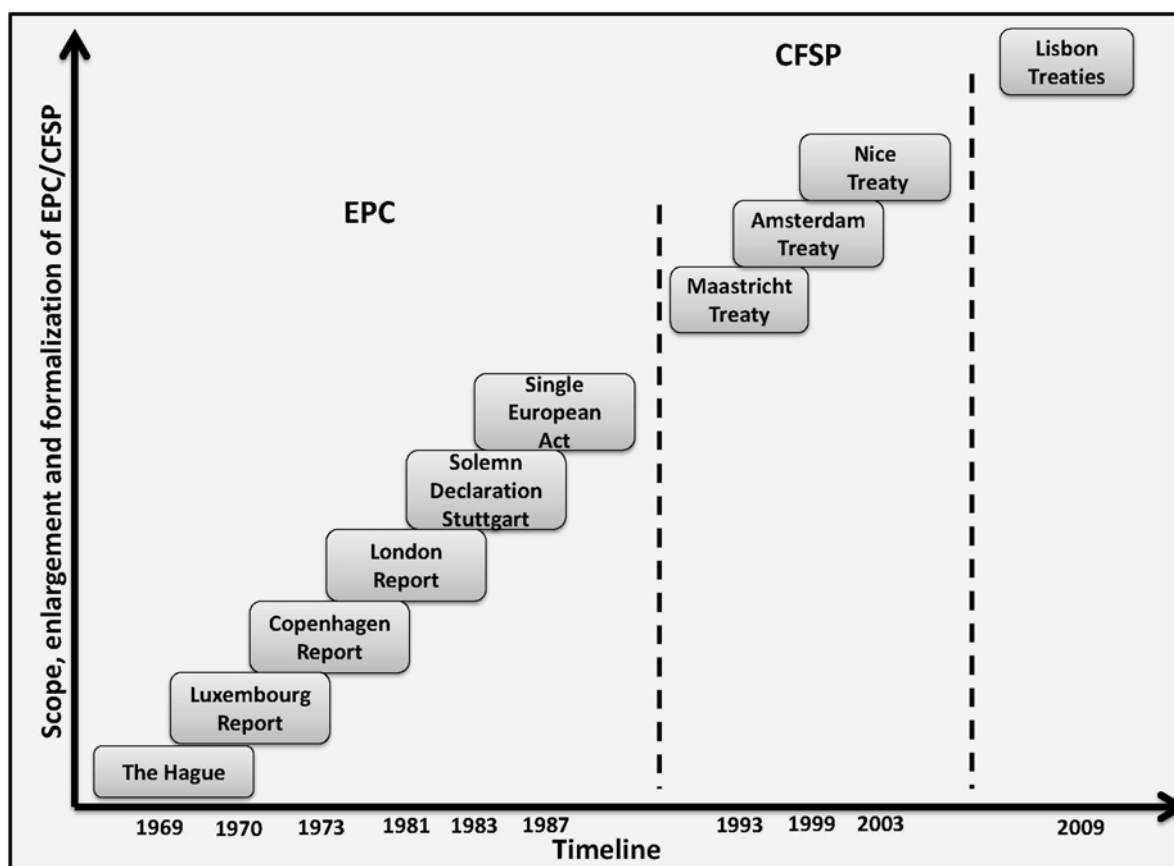 CFSP
Lisbon
Treaties
Nice
Treaty
EPC
Amsterdam
Treaty
Maastricht
Treaty
Single
European
Act
Solemn
Declaration
Stuttgart
London
Report
Copenhagen
Report
Luxembourg
Report
The Hague
Scope, enlargement and formalization of EPC/CFSP
1969 1970 1973 1981 1983 1987 1993 1999 2003 2009
Timeline